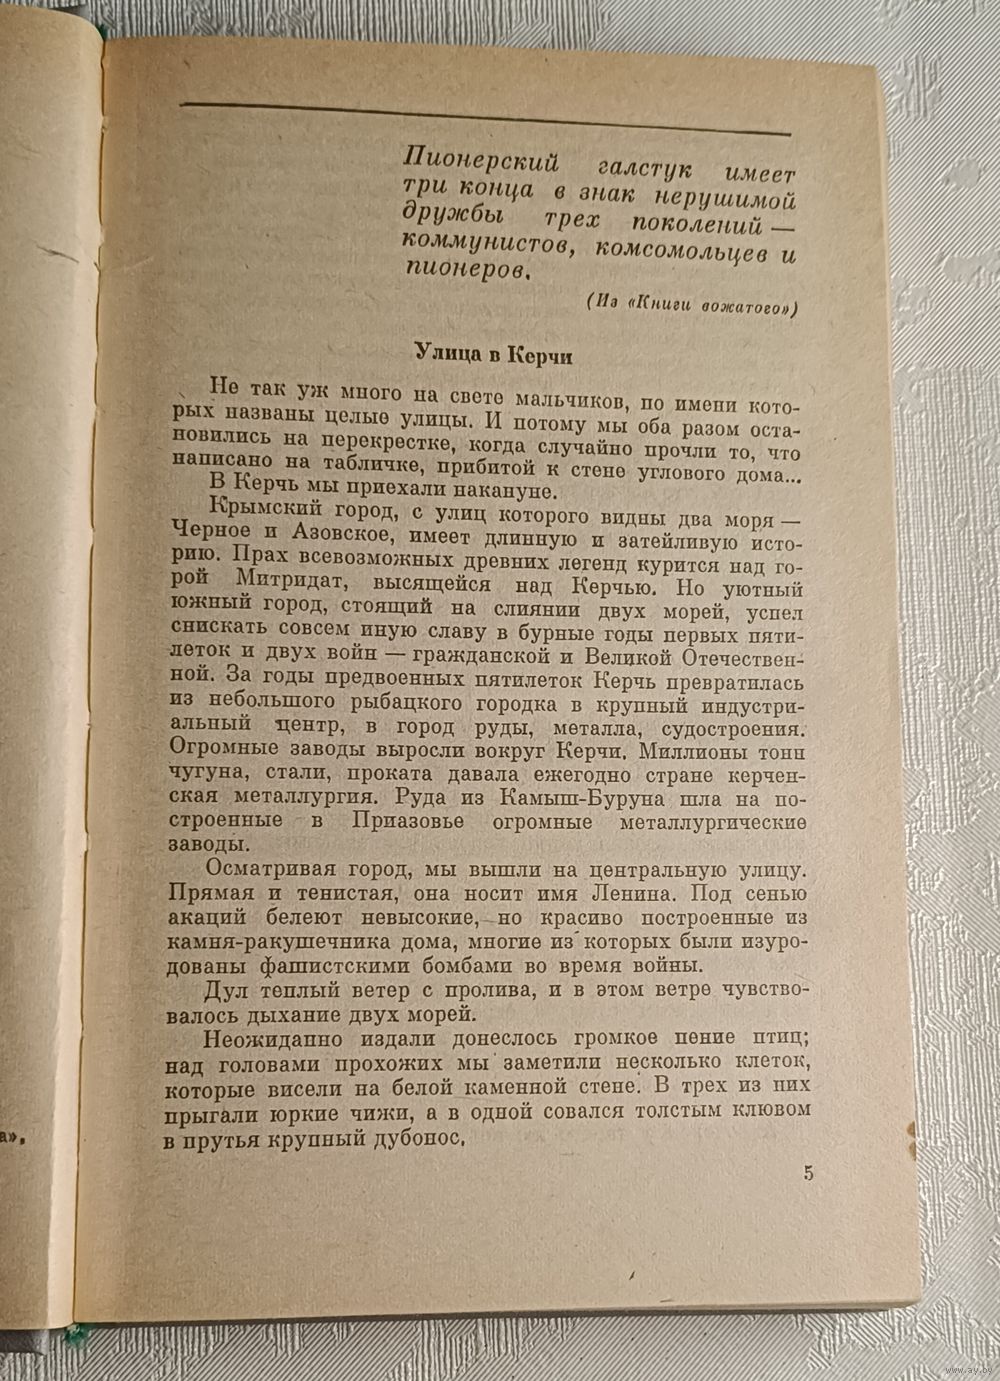 Пионерский галстук имеет
три конца в знак нерушимой
дружбы трех поколений —
коммунистов, комсомольцев и
пионеров.
(Из «Книги вожатого»)
Улица в Керчи
Не так уж много на свете мальчиков, по имени кото-
рых названы целые улицы. И потому мы оба разом оста-
новились на перекрестке, когда случайно прочли то, что
написано на табличке, прибитой к стене углового дома...
В Керчь мы приехали накануне.
Крымский город, с улиц которого видны два моря —
Черное и Азовское, имеет длинную и затейливую исто-
рию. Прах всевозможных древних легенд курится над го-
рой Митридат, высящейся над Керчью. Но уютный
южный город, стоящий на слиянии двух морей, успел
снискать совсем иную славу в бурные годы первых пяти-
леток и двух войн — гражданской и Великой Отечествен-
ной. За годы предвоенных пятилеток Керчь превратилась
из небольшого рыбацкого городка в крупный индустри-
альный центр, в город руды, металла, судостроения.
Огромные заводы выросли вокруг Керчи. Миллионы тонн
чугуна, стали, проката давала ежегодно стране керчен-
ская металлургия. Руда из Камыш-Буруна шла на по-
строенные в Приазовье огромные металлургические
заводы.
Осматривая город, мы вышли на центральную улицу.
Прямая и тенистая, она носит имя Ленина. Под сенью
акаций белеют невысокие, но красиво построенные из
камня-ракушечника дома, многие из которых были изуро-
дованы фашистскими бомбами во время войны.
Дул теплый ветер с пролива, и в этом ветре чувство-
валось дыхание двух морей.
Неожиданно издали донеслось громкое пение птиц;
над головами прохожих мы заметили несколько клеток,
которые висели на белой каменной стене. В трех из них
прыгали юркие чижи, а в одной совался толстым клювом
в прутья крупный дубонос.
а».
5
www.ay.by